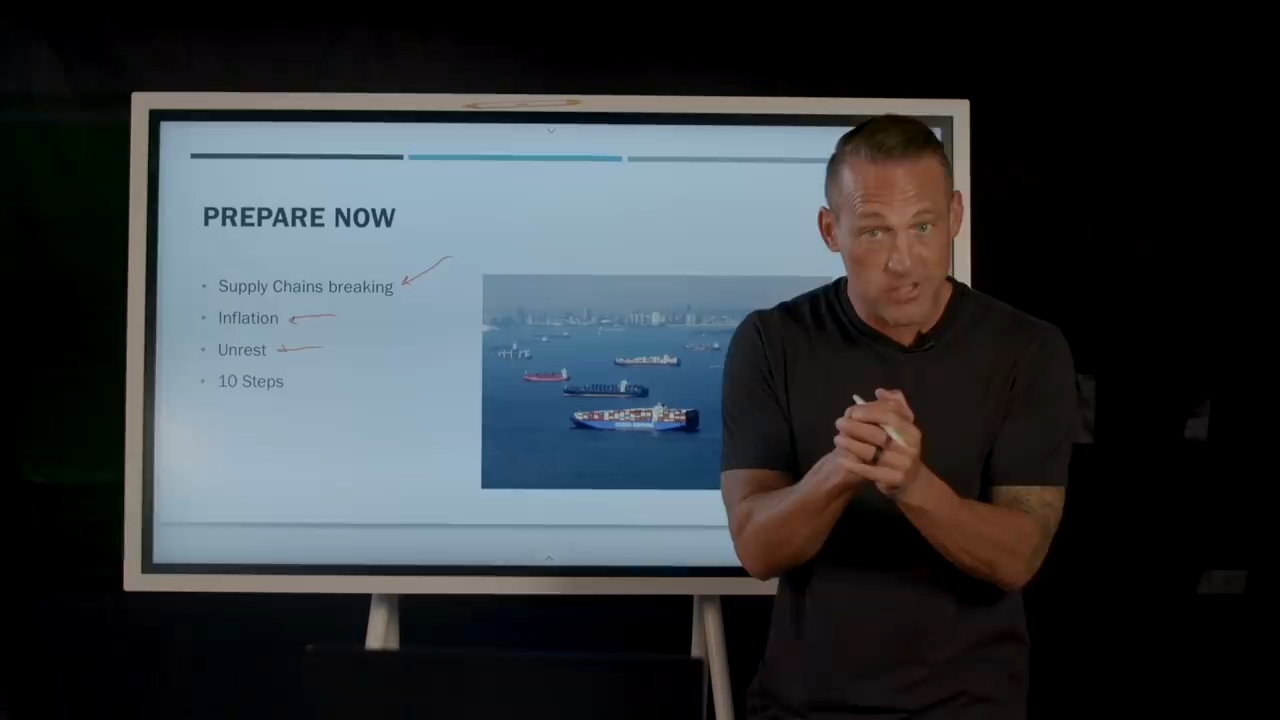 PREPARE NOW
Supply Chains breaking
Inflation
Unrest
10 Steps